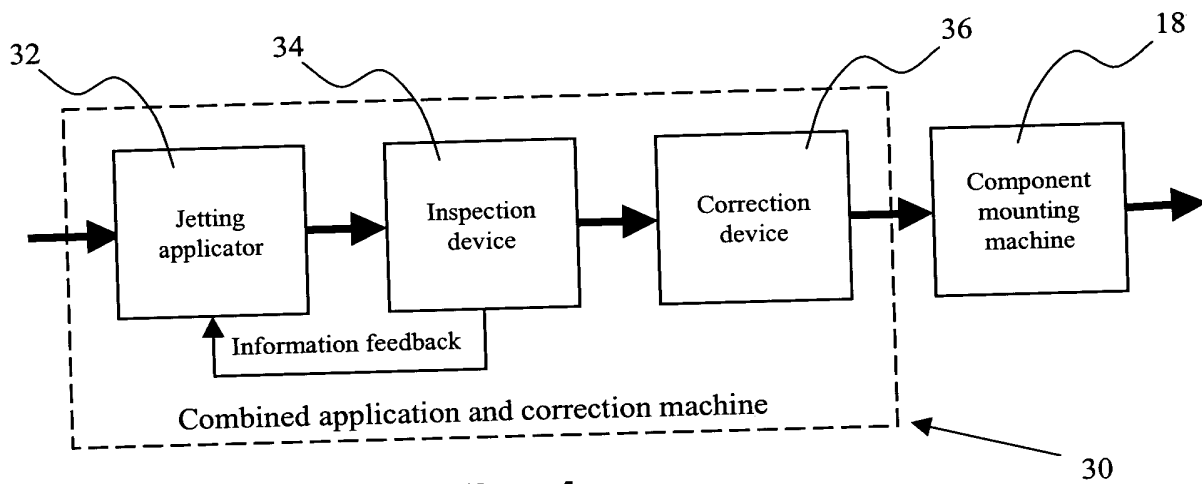 32
34
36
18
Jetting
applicator
Inspection
device
Correction
device
Component
mounting
machine
Information feedback
Combined application and correction machine
30